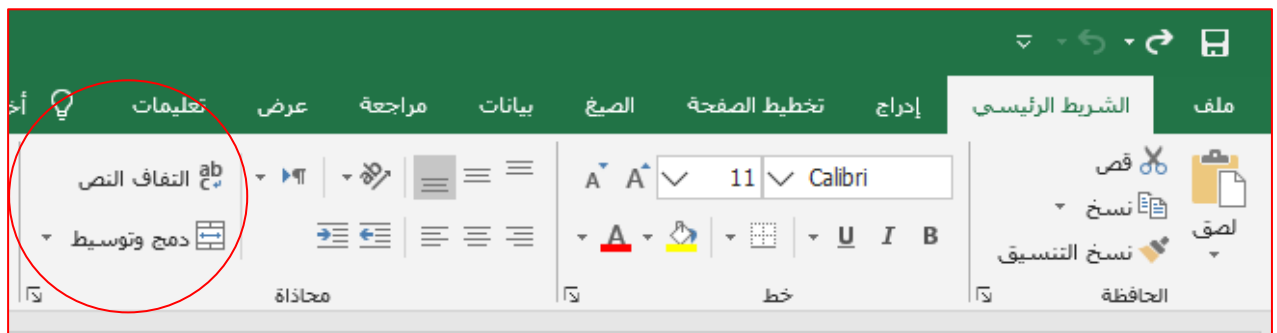 ملف الشريط الرئيسي إدراج تخطيط الصفحة الصيغ بيانات مراجعة عرض تعليمات
قص
نسخ
نسخ التنسيق
لصق
الحافظة
Calibri 11 A A
B I U A
خط
ab التفاف النص
دمج وتوسيط
محاذاة